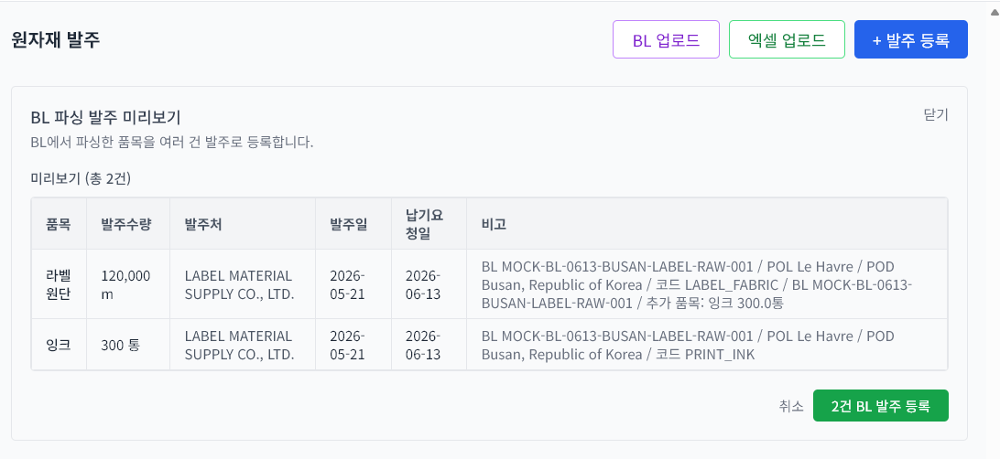 원자재 발주
BL 업로드
엑셀 업로드
+ 발주 등록
BL 파싱 발주 미리보기
닫기
BL에서 파싱한 품목을 여러 건 발주로 등록합니다.
미리보기 (총 2건)
품목
발주수량
발주처
발주일
납기요
청일
비고
라벨
원단
120,000
m
LABEL MATERIAL
SUPPLY CO., LTD.
2026-
05-21
2026-
06-13
BL MOCK-BL-0613-BUSAN-LABEL-RAW-001 / POL Le Havre / POD
Busan, Republic of Korea / 코드 LABEL_FABRIC / BL MOCK-BL-0613-
BUSAN-LABEL-RAW-001 / 추가 품목: 잉크 300.0통
잉크
300 통
LABEL MATERIAL
SUPPLY CO., LTD.
2026-
05-21
2026-
06-13
BL MOCK-BL-0613-BUSAN-LABEL-RAW-001 / POL Le Havre / POD
Busan, Republic of Korea / 코드 PRINT_INK
취소
2건 BL 발주 등록